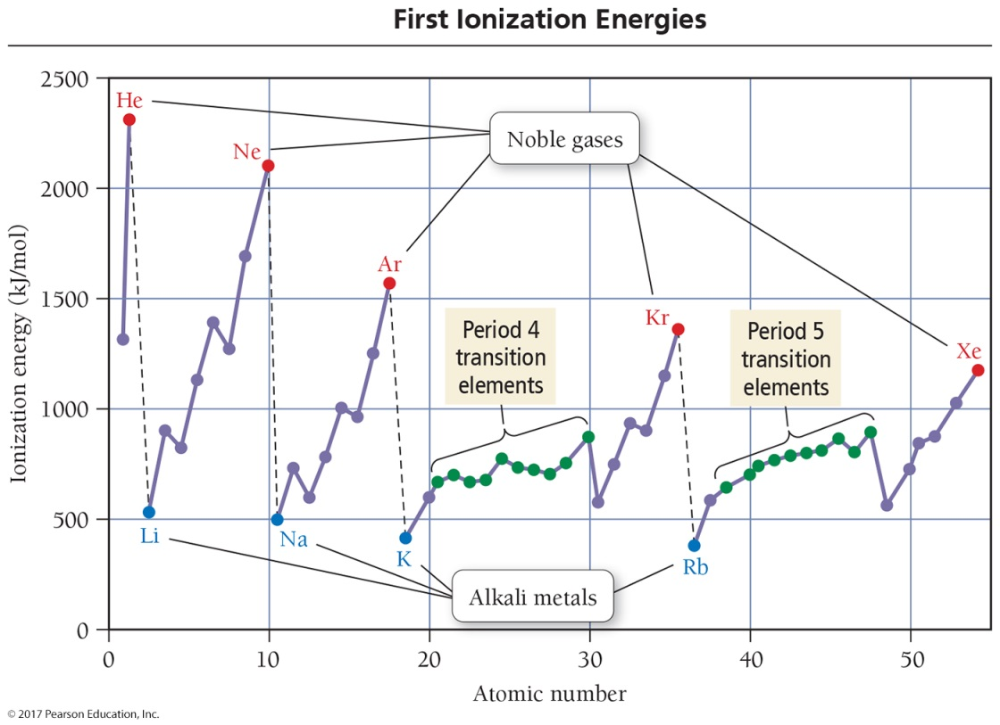 First Ionization Energies
2500
2000
1500
1000
500
0
Ionization energy (kJ/mol)
He
Ne
Ar
Kr
Xe
Noble gases
Period 4
transition
elements
Period 5
transition
elements
Li
Na
K
Rb
Alkali metals
0
10
20
30
40
50
Atomic number
© 2017 Pearson Education, Inc.